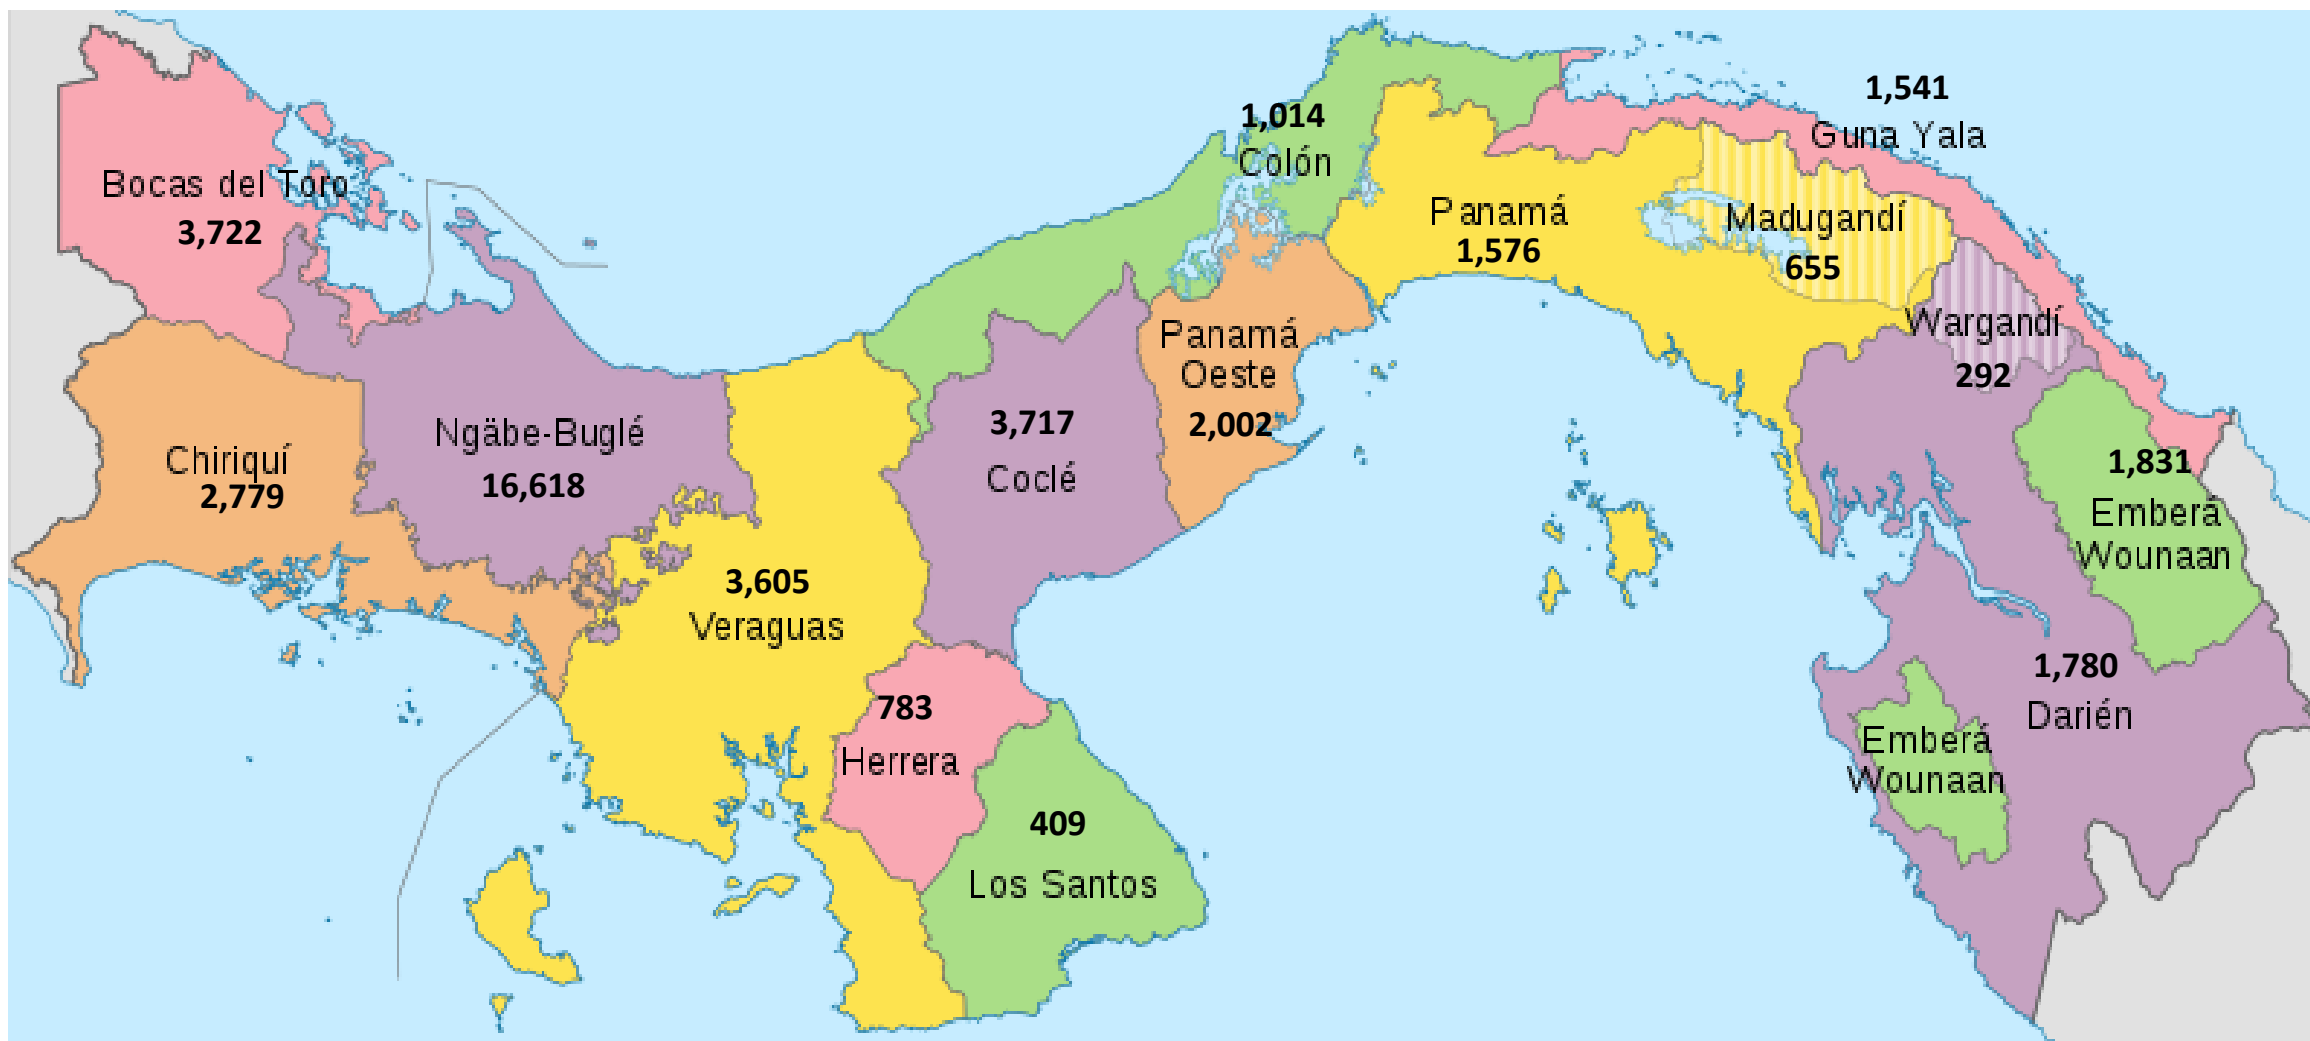 1,541
Guna Yala
1,014
Colón
Bocas del Toro
3,722
Panamá
1,576
Madugandí
655
Wargandí
292
Panamá
Oeste
2,002
Chiriquí
2,779
Ngäbe-Buglé
16,618
3,717
Coclé
1,831
Emberá
Wounaan
3,605
Veraguas
1,780
Darién
783
Herrera
Emberá
Wounaan
409
Los Santos